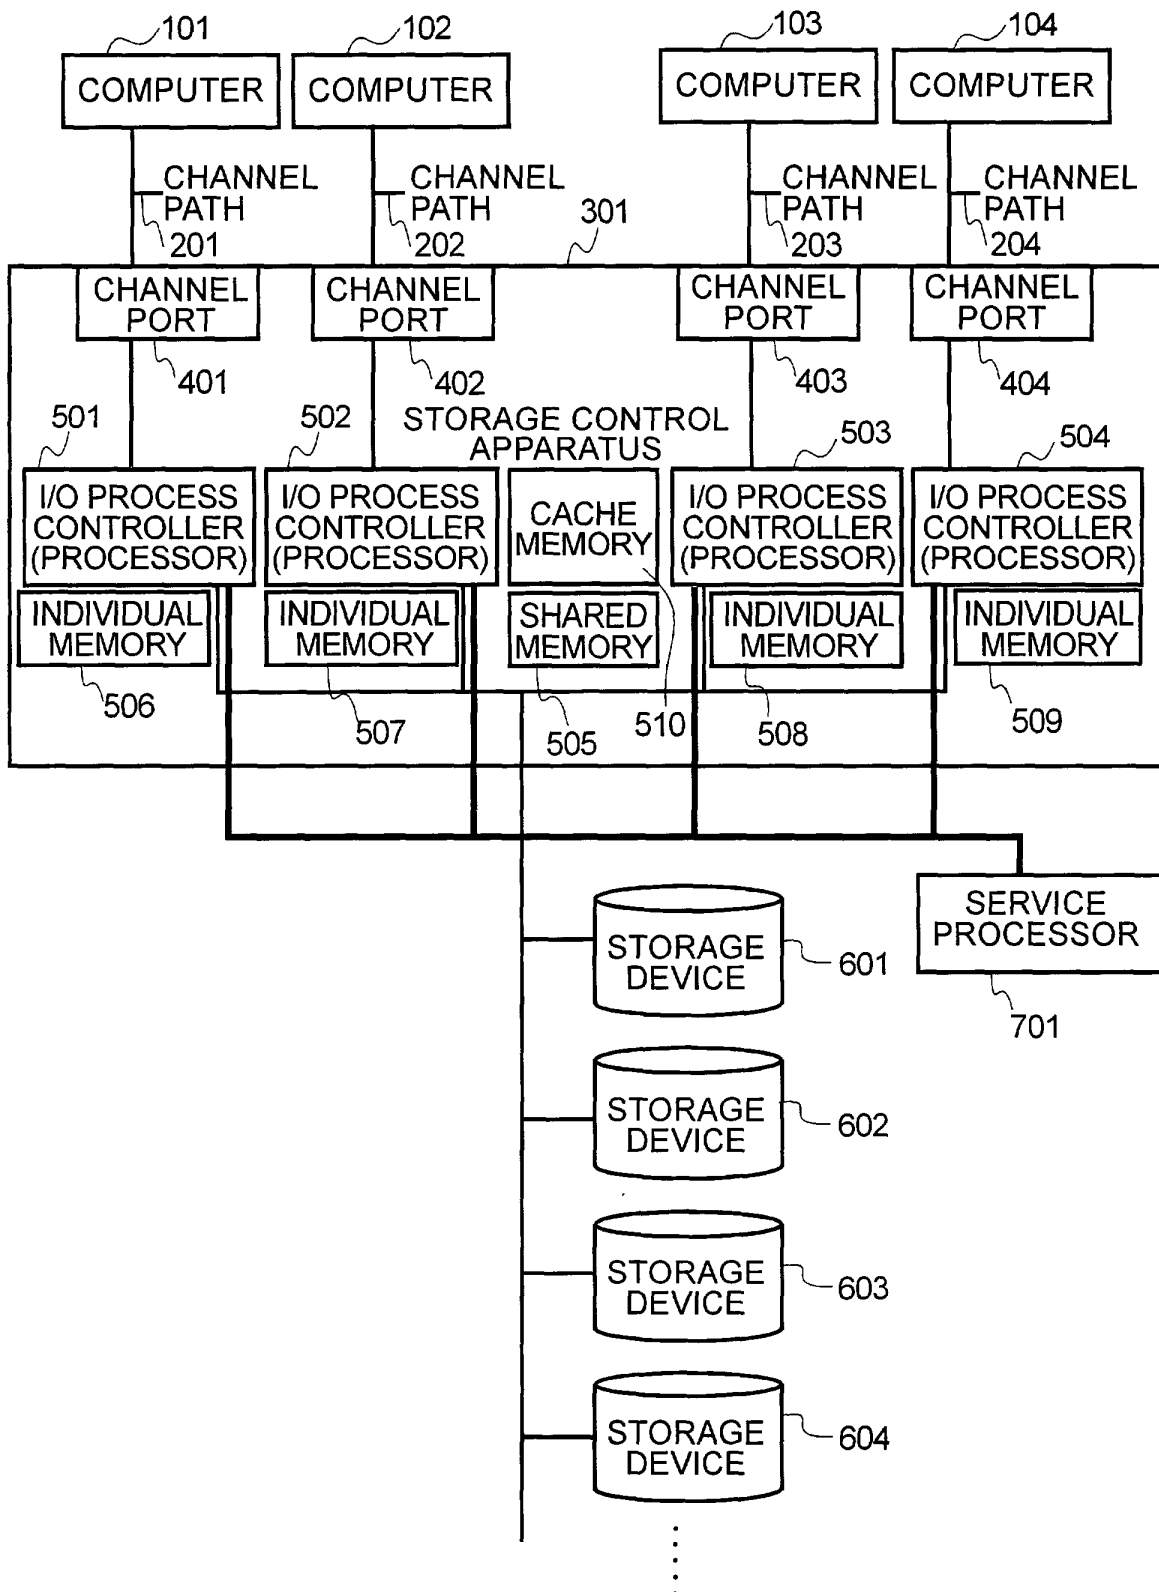 101
102
103
104
COMPUTER
COMPUTER
COMPUTER
COMPUTER
CHANNEL
PATH
201
CHANNEL
PATH
202
301
CHANNEL
PATH
203
CHANNEL
PATH
204
CHANNEL
PORT
CHANNEL
PORT
CHANNEL
PORT
CHANNEL
PORT
401
402
403
404
STORAGE CONTROL
APPARATUS
501
502
503
504
I/O PROCESS
CONTROLLER
(PROCESSOR)
I/O PROCESS
CONTROLLER
(PROCESSOR)
CACHE
MEMORY
I/O PROCESS
CONTROLLER
(PROCESSOR)
I/O PROCESS
CONTROLLER
(PROCESSOR)
INDIVIDUAL
MEMORY
INDIVIDUAL
MEMORY
SHARED
MEMORY
INDIVIDUAL
MEMORY
INDIVIDUAL
MEMORY
506
507
505
510
508
509
SERVICE
PROCESSOR
701
STORAGE
DEVICE
601
STORAGE
DEVICE
602
STORAGE
DEVICE
603
STORAGE
DEVICE
604